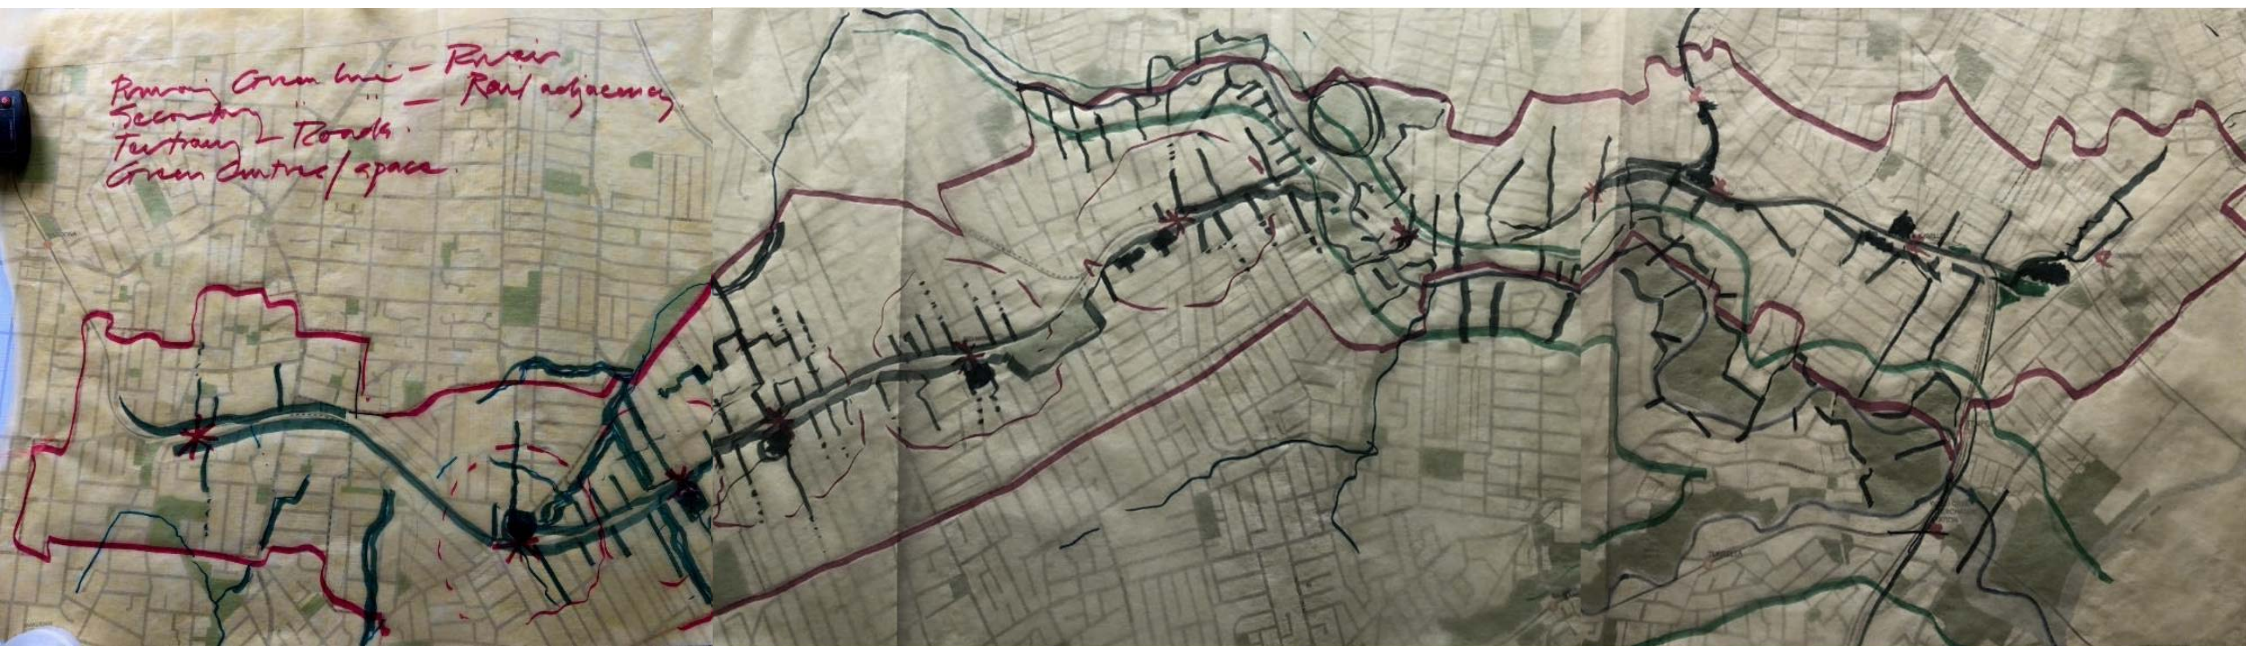 Primary Green line - River
Secondary " " - Rail adjacency
Tertiary - Roads.
Green Centre/space.